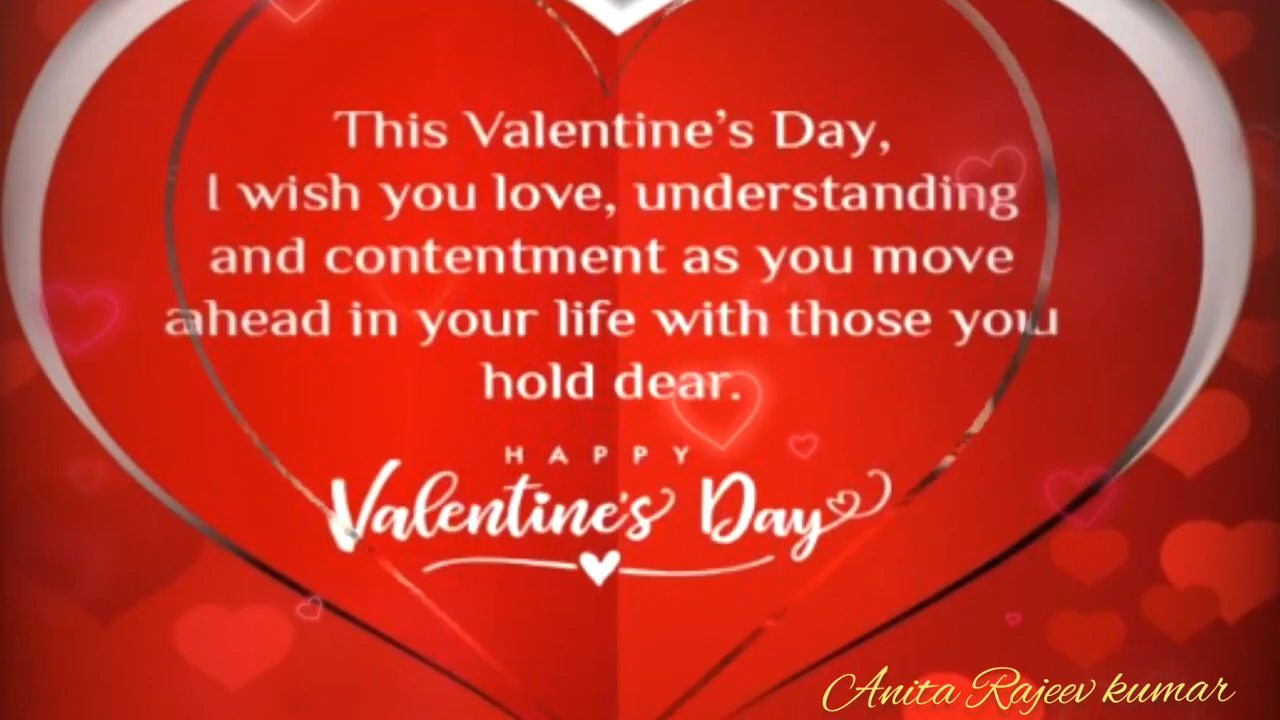 This Valentine's Day,
I wish you love, understanding
and contentment as you move
ahead in your life with those you
hold dear.
HAPPY
Valentine's Day
Anita Rajeev kumar